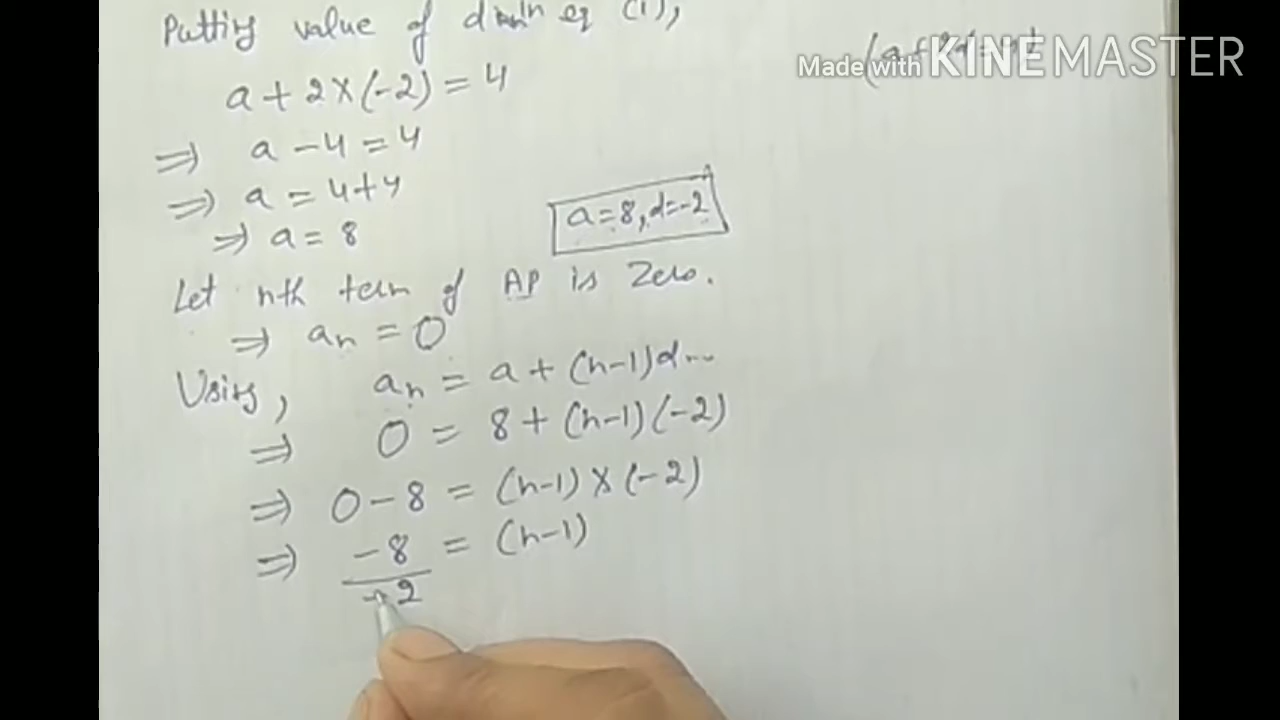 Putting value of d in eq (1),
a + 2 × (-2) = 4
⇒ a - 4 = 4
⇒ a = 4 + 4
⇒ a = 8
a = 8, d = -2
Let nth term of AP is Zero.
⇒ aₙ = 0
Using, aₙ = a + (n-1)d
⇒ 0 = 8 + (n-1)(-2)
⇒ 0 - 8 = (n-1) × (-2)
⇒ -8/-2 = (n-1)
Made with KINEMASTER